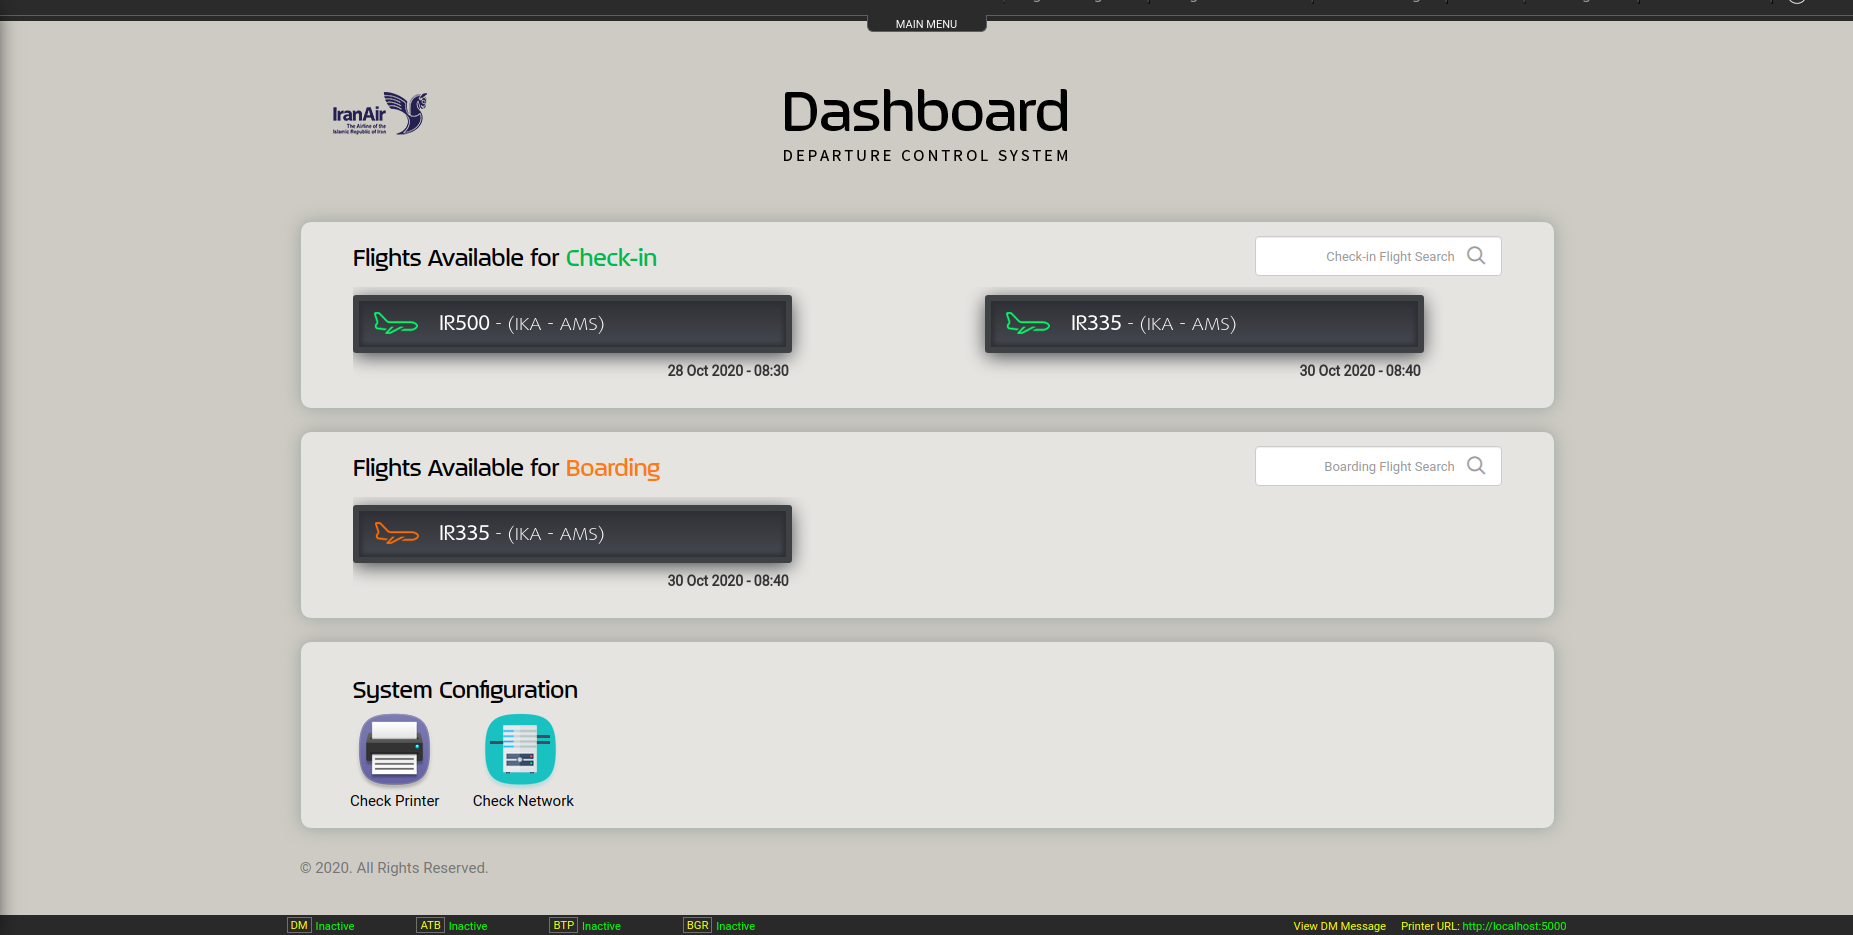 MAIN MENU
IranAir
The Airline of the
Islamic Republic of Iran
Dashboard
DEPARTURE CONTROL SYSTEM
Flights Available for Check-in
Check-in Flight Search
IR500 - (IKA - AMS)
28 Oct 2020 - 08:30
IR335 - (IKA - AMS)
30 Oct 2020 - 08:40
Flights Available for Boarding
Boarding Flight Search
IR335 - (IKA - AMS)
30 Oct 2020 - 08:40
System Configuration
Check Printer
Check Network
© 2020. All Rights Reserved.
DM Inactive
ATB Inactive
BTP Inactive
BGR Inactive
View DM Message
Printer URL: http://localhost:5000